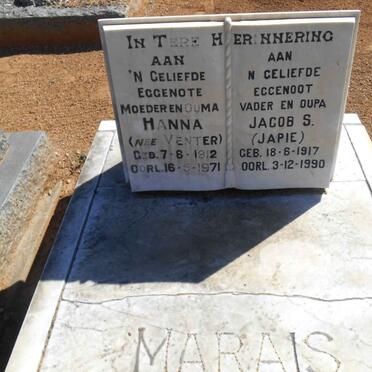 IN TERE HERINNERING
AAN
'N GELIEFDE
EGGENOTE
MOEDER EN OUMA
HANNA
(NEE VENTER)
GEB. 7-6-1912
OORL. 16-5-1971
AAN
'N GELIEFDE
EGGENOOT
VADER EN OUPA
JACOB S.
(JAPIE)
GEB. 18-6-1917
OORL. 3-12-1990
MARAIS